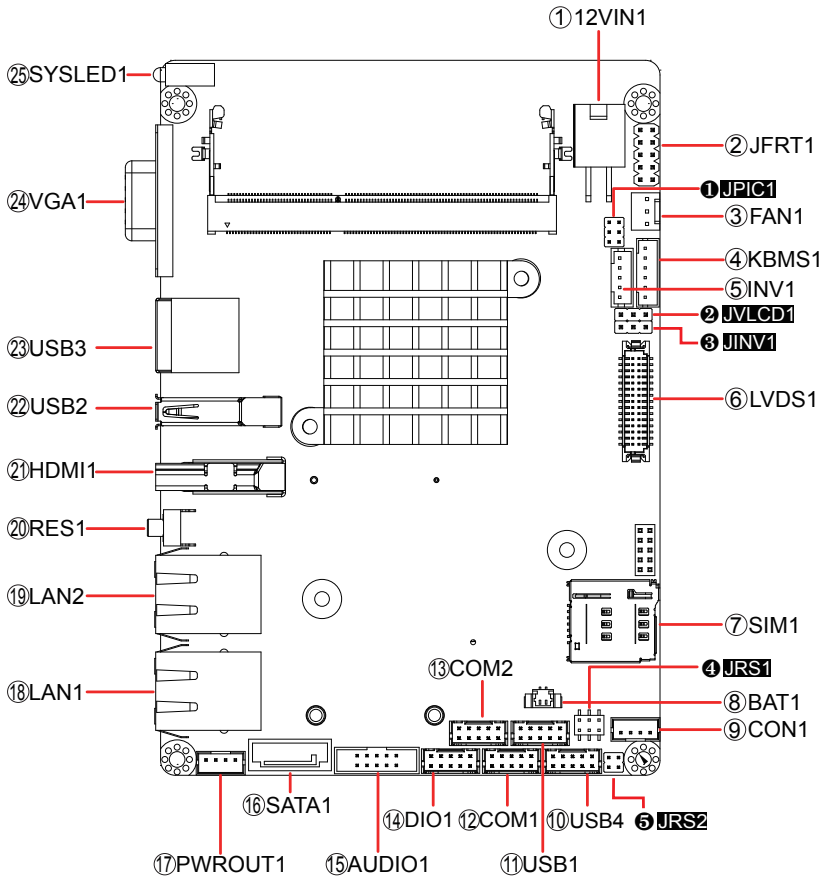 ①12VIN1
㉕SYSLED1
②JFRT1
❶JPIC1
㉔VGA1
③FAN1
④KBMS1
⑤INV1
❷JVLCD1
❸JINV1
㉓USB3
㉒USB2
⑥LVDS1
㉑HDMI1
⑳RES1
⑲LAN2
⑦SIM1
⑬COM2
❹JRS1
⑱LAN1
⑧BAT1
⑨CON1
⑯SATA1
⑭DIO1
⑫COM1
⑩USB4
❺JRS2
⑰PWROUT1
⑮AUDIO1
⑪USB1